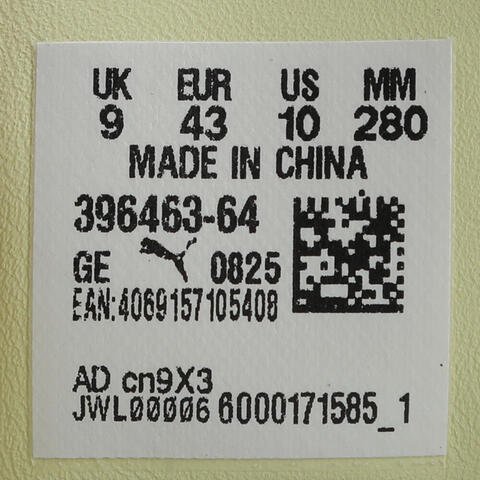 UK EUR US MM
9 43 10 280
MADE IN CHINA
396463-64
GE 0825
EAN:4069157105408
AD cn9X3
JWL00006 6000171585_1